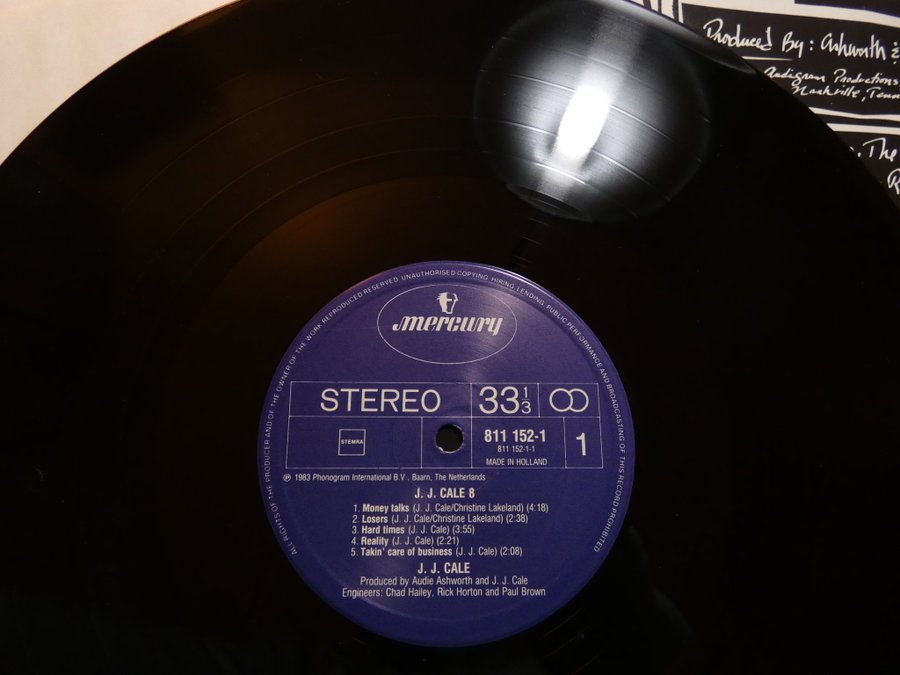 Produced By: Ashworth &
Audigram Productions
Nashville, Tenn
The
ALL RIGHTS OF THE PRODUCER AND OF THE OWNER OF THE WORK REPRODUCED RESERVED. UNAUTHORISED COPYING, HIRING, LENDING, PUBLIC PERFORMANCE AND BROADCASTING OF THIS RECORD PROHIBITED
mercury
STEREO 33 1/3
STEMRA
811 152-1
811 152-1-1
MADE IN HOLLAND
1
℗ 1983 Phonogram International B.V., Baarn, The Netherlands
J. J. CALE 8
1. Money talks (J. J. Cale/Christine Lakeland) (4:18)
2. Losers (J. J. Cale/Christine Lakeland) (2:38)
3. Hard times (J. J. Cale) (3:55)
4. Reality (J. J. Cale) (2:21)
5. Takin' care of business (J. J. Cale) (2:08)
J. J. CALE
Produced by Audie Ashworth and J. J. Cale
Engineers: Chad Hailey, Rick Horton and Paul Brown